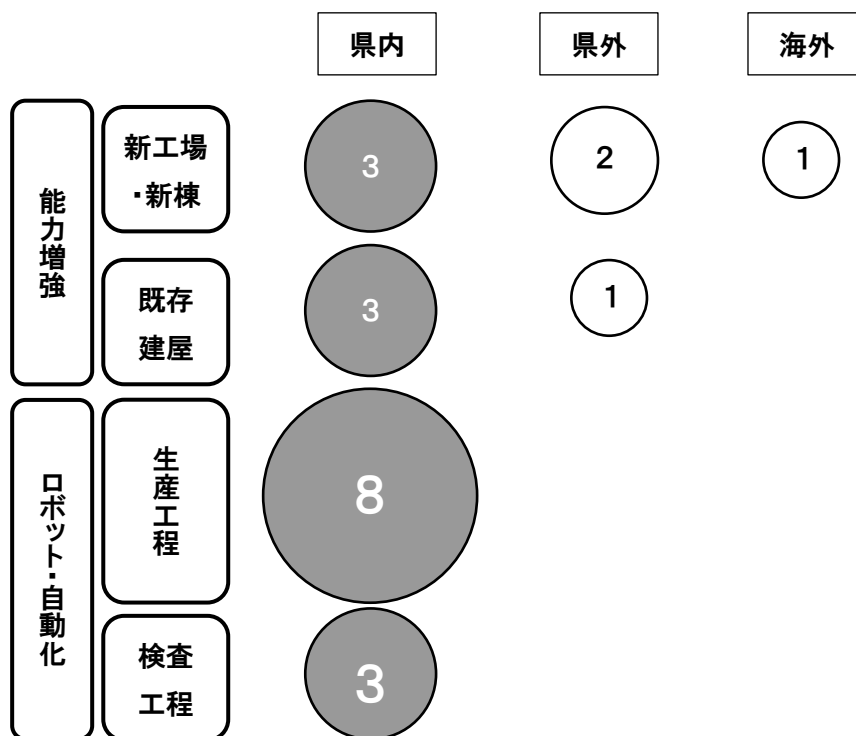 県内
県外
海外
能力増強
新工場
・新棟
3
2
1
既存
建屋
3
1
ロボット・自動化
生産工程
8
検査
工程
3